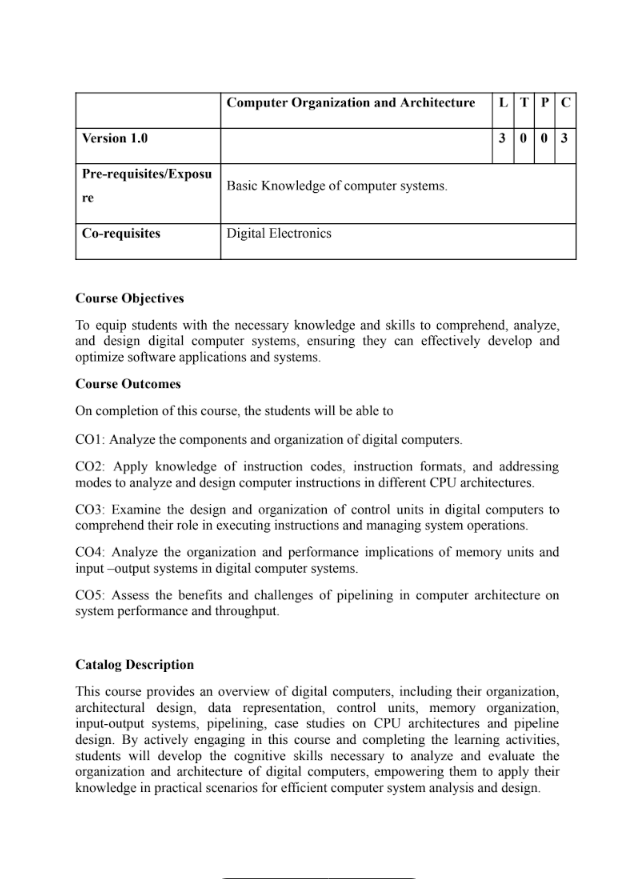 Computer Organization and Architecture L T P C
Version 1.0 3 0 0 3
Pre-requisites/Exposu
re
Basic Knowledge of computer systems.
Co-requisites Digital Electronics
Course Objectives
To equip students with the necessary knowledge and skills to comprehend, analyze,
and design digital computer systems, ensuring they can effectively develop and
optimize software applications and systems.
Course Outcomes
On completion of this course, the students will be able to
CO1: Analyze the components and organization of digital computers.
CO2: Apply knowledge of instruction codes, instruction formats, and addressing
modes to analyze and design computer instructions in different CPU architectures.
CO3: Examine the design and organization of control units in digital computers to
comprehend their role in executing instructions and managing system operations.
CO4: Analyze the organization and performance implications of memory units and
input –output systems in digital computer systems.
CO5: Assess the benefits and challenges of pipelining in computer architecture on
system performance and throughput.
Catalog Description
This course provides an overview of digital computers, including their organization,
architectural design, data representation, control units, memory organization,
input-output systems, pipelining, case studies on CPU architectures and pipeline
design. By actively engaging in this course and completing the learning activities,
students will develop the cognitive skills necessary to analyze and evaluate the
organization and architecture of digital computers, empowering them to apply their
knowledge in practical scenarios for efficient computer system analysis and design.